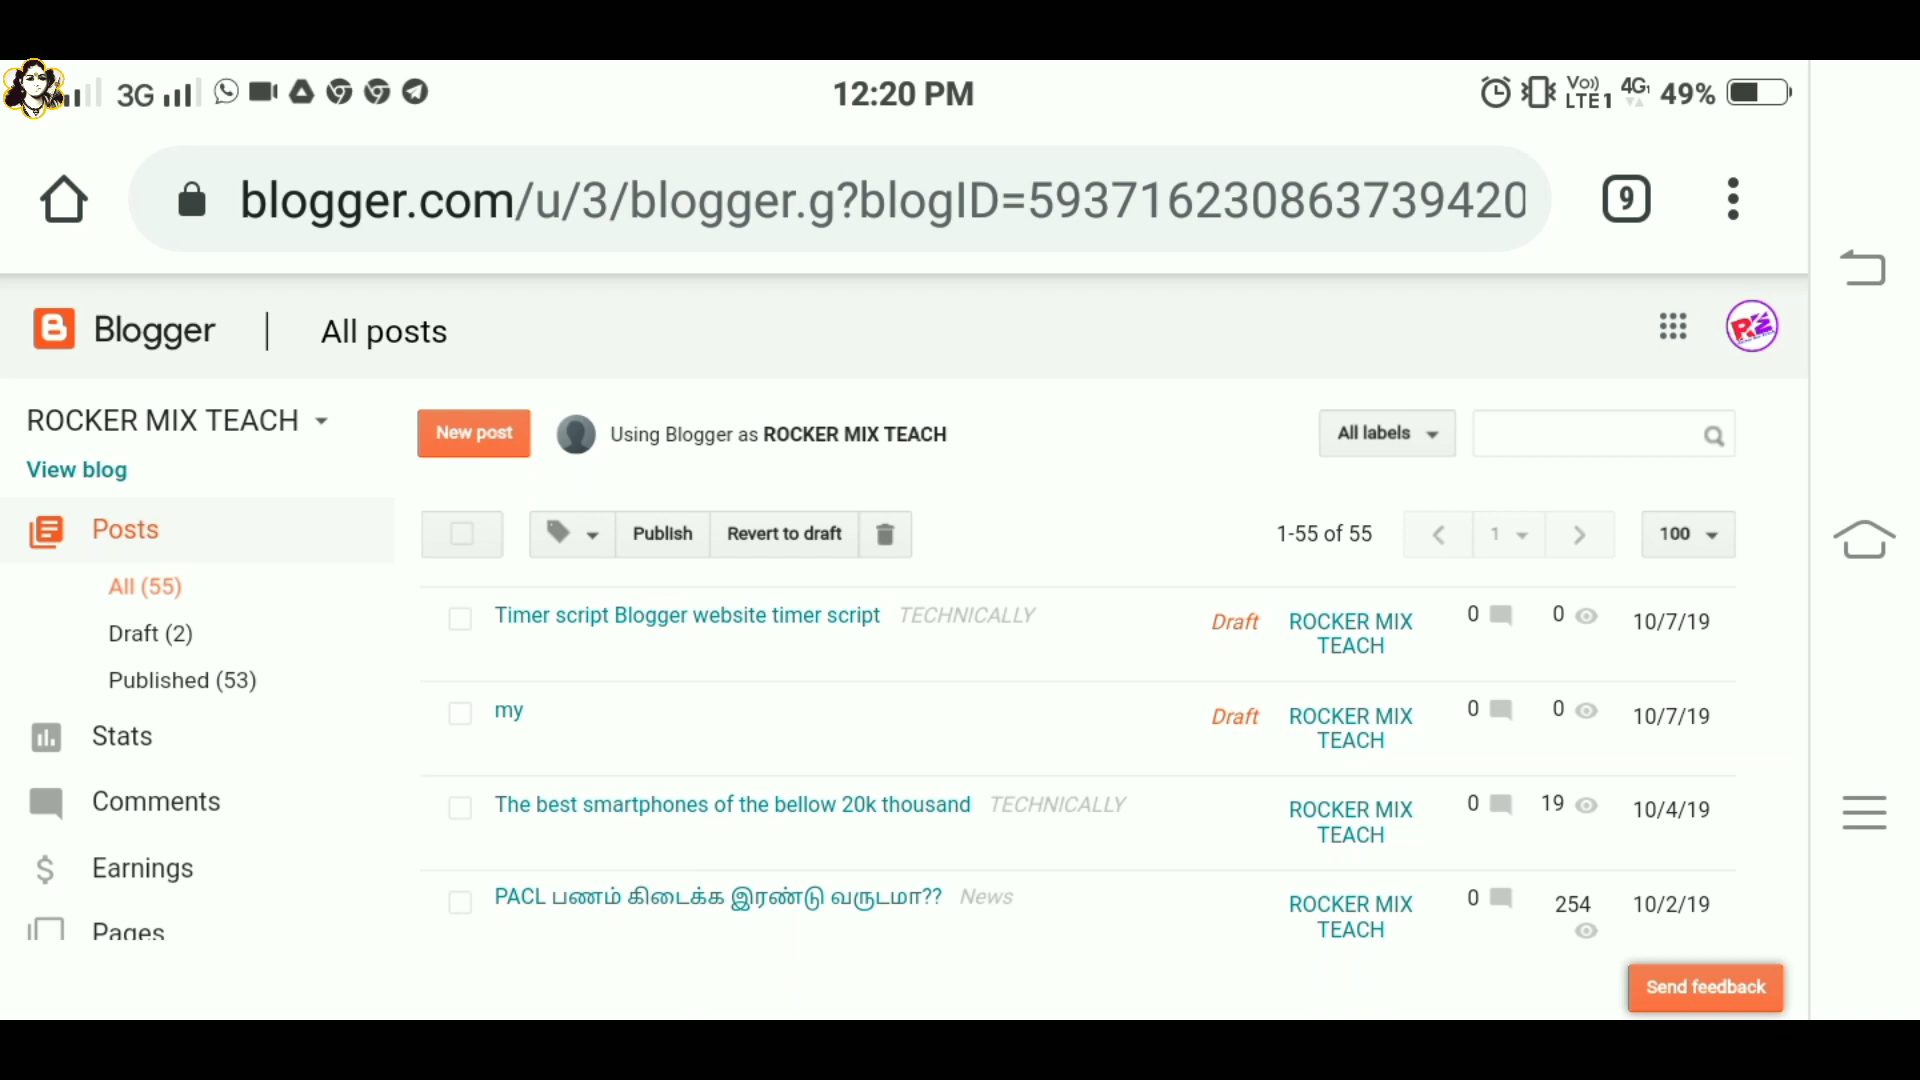 3G 12:20 PM Vo)) LTE1 4G 49%
blogger.com/u/3/blogger.g?blogID=593716230863739420 9
Blogger | All posts
ROCKER MIX TEACH
View blog
New post Using Blogger as ROCKER MIX TEACH All labels
Posts
All (55)
Draft (2)
Published (53)
Stats
Comments
Earnings
Pages
Publish Revert to draft 1-55 of 55 1 100
Timer script Blogger website timer script TECHNICALLY Draft ROCKER MIX TEACH 0 0 10/7/19
my Draft ROCKER MIX TEACH 0 0 10/7/19
The best smartphones of the bellow 20k thousand TECHNICALLY ROCKER MIX TEACH 0 19 10/4/19
PACL பணம் கிடைக்க இரண்டு வருடமா?? News ROCKER MIX TEACH 0 254 10/2/19
Send feedback